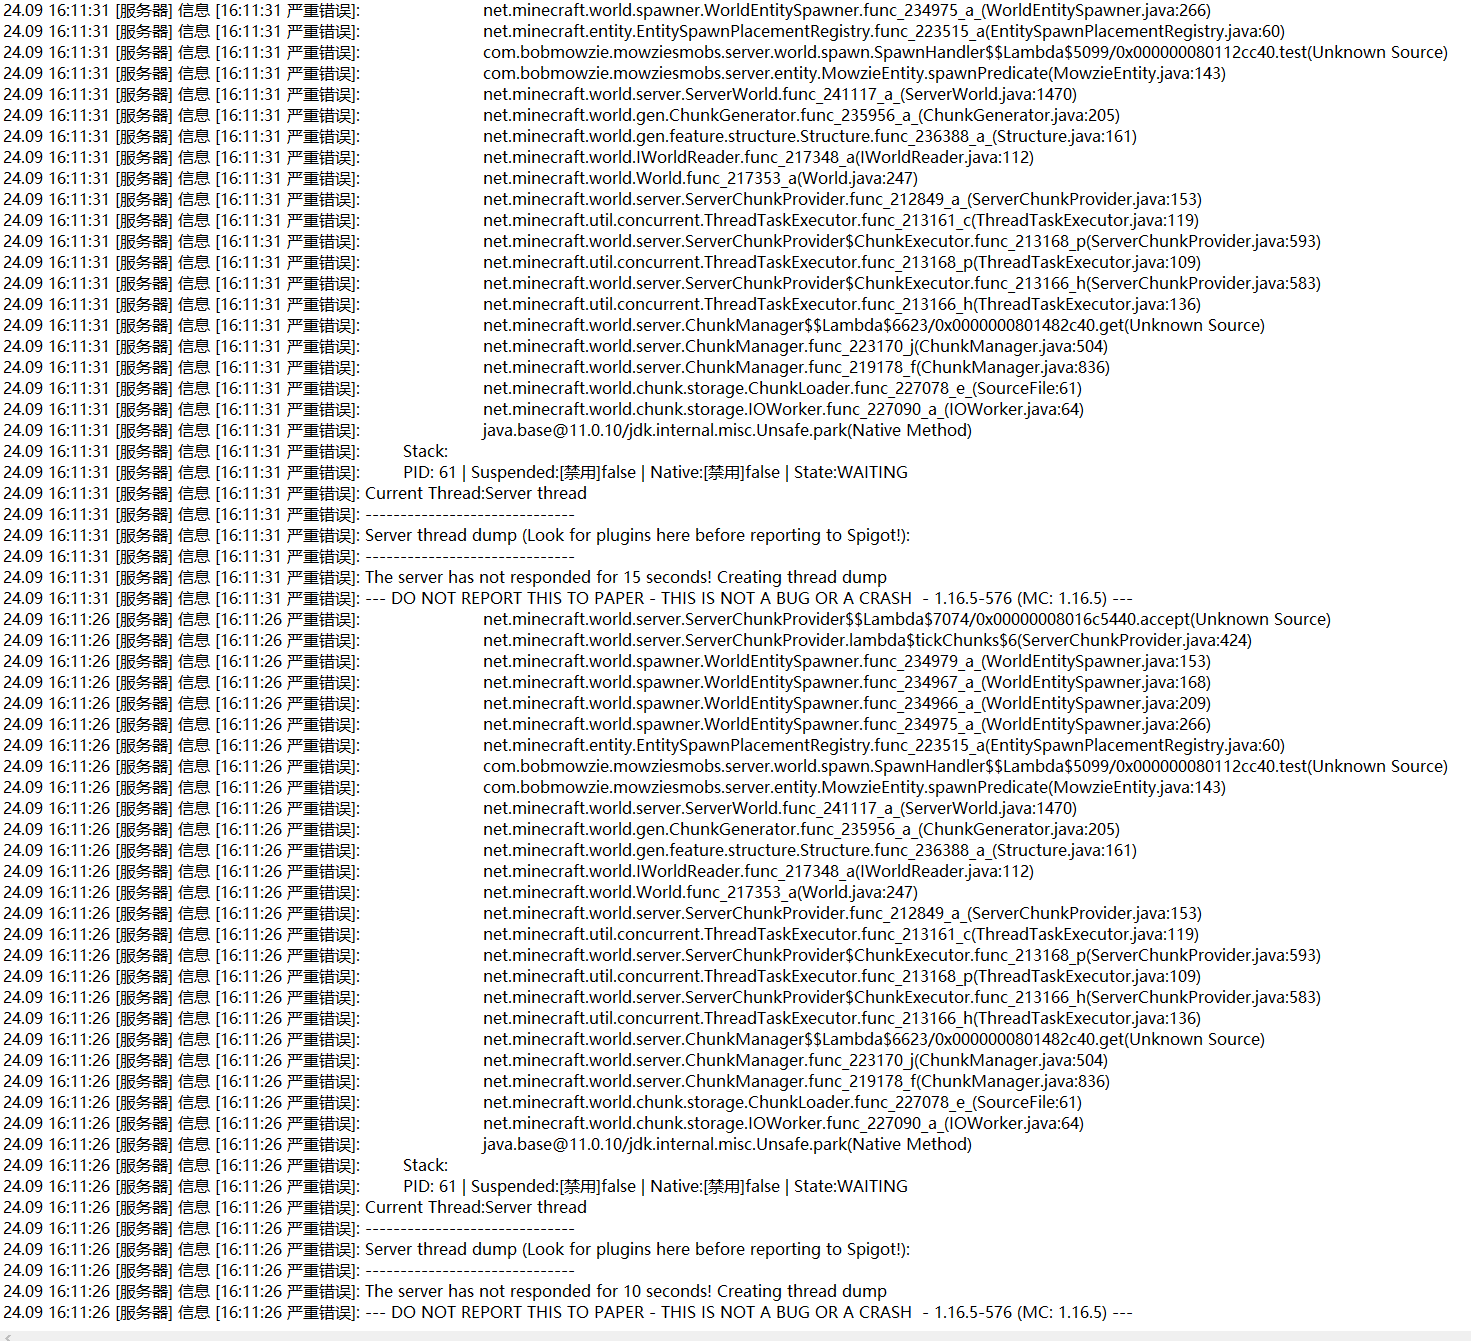 24.09 16:11:31 [服务器] 信息 [16:11:31 严重错误]: net.minecraft.world.spawner.WorldEntitySpawner.func_234975_a_(WorldEntitySpawner.java:266)
24.09 16:11:31 [服务器] 信息 [16:11:31 严重错误]: net.minecraft.entity.EntitySpawnPlacementRegistry.func_223515_a(EntitySpawnPlacementRegistry.java:60)
24.09 16:11:31 [服务器] 信息 [16:11:31 严重错误]: com.bobmowzie.mowziesmobs.server.world.spawn.SpawnHandler$$Lambda$5099/0x000000080112cc40.test(Unknown Source)
24.09 16:11:31 [服务器] 信息 [16:11:31 严重错误]: com.bobmowzie.mowziesmobs.server.entity.MowzieEntity.spawnPredicate(MowzieEntity.java:143)
24.09 16:11:31 [服务器] 信息 [16:11:31 严重错误]: net.minecraft.world.server.ServerWorld.func_241117_a_(ServerWorld.java:1470)
24.09 16:11:31 [服务器] 信息 [16:11:31 严重错误]: net.minecraft.world.gen.ChunkGenerator.func_235956_a_(ChunkGenerator.java:205)
24.09 16:11:31 [服务器] 信息 [16:11:31 严重错误]: net.minecraft.world.gen.feature.structure.Structure.func_236388_a_(Structure.java:161)
24.09 16:11:31 [服务器] 信息 [16:11:31 严重错误]: net.minecraft.world.IWorldReader.func_217348_a(IWorldReader.java:112)
24.09 16:11:31 [服务器] 信息 [16:11:31 严重错误]: net.minecraft.world.World.func_217353_a(World.java:247)
24.09 16:11:31 [服务器] 信息 [16:11:31 严重错误]: net.minecraft.world.server.ServerChunkProvider.func_212849_a_(ServerChunkProvider.java:153)
24.09 16:11:31 [服务器] 信息 [16:11:31 严重错误]: net.minecraft.util.concurrent.ThreadTaskExecutor.func_213161_c(ThreadTaskExecutor.java:119)
24.09 16:11:31 [服务器] 信息 [16:11:31 严重错误]: net.minecraft.world.server.ServerChunkProvider$ChunkExecutor.func_213168_p(ServerChunkProvider.java:593)
24.09 16:11:31 [服务器] 信息 [16:11:31 严重错误]: net.minecraft.util.concurrent.ThreadTaskExecutor.func_213168_p(ThreadTaskExecutor.java:109)
24.09 16:11:31 [服务器] 信息 [16:11:31 严重错误]: net.minecraft.world.server.ServerChunkProvider$ChunkExecutor.func_213166_h(ServerChunkProvider.java:583)
24.09 16:11:31 [服务器] 信息 [16:11:31 严重错误]: net.minecraft.util.concurrent.ThreadTaskExecutor.func_213166_h(ThreadTaskExecutor.java:136)
24.09 16:11:31 [服务器] 信息 [16:11:31 严重错误]: net.minecraft.world.server.ChunkManager$$Lambda$6623/0x0000000801482c40.get(Unknown Source)
24.09 16:11:31 [服务器] 信息 [16:11:31 严重错误]: net.minecraft.world.server.ChunkManager.func_223170_j(ChunkManager.java:504)
24.09 16:11:31 [服务器] 信息 [16:11:31 严重错误]: net.minecraft.world.server.ChunkManager.func_219178_f(ChunkManager.java:836)
24.09 16:11:31 [服务器] 信息 [16:11:31 严重错误]: net.minecraft.world.chunk.storage.ChunkLoader.func_227078_e_(SourceFile:61)
24.09 16:11:31 [服务器] 信息 [16:11:31 严重错误]: net.minecraft.world.chunk.storage.IOWorker.func_227090_a_(IOWorker.java:64)
24.09 16:11:31 [服务器] 信息 [16:11:31 严重错误]: java.base@11.0.10/jdk.internal.misc.Unsafe.park(Native Method)
24.09 16:11:31 [服务器] 信息 [16:11:31 严重错误]: Stack:
24.09 16:11:31 [服务器] 信息 [16:11:31 严重错误]: PID: 61 | Suspended:[禁用]false | Native:[禁用]false | State:WAITING
24.09 16:11:31 [服务器] 信息 [16:11:31 严重错误]: Current Thread:Server thread
24.09 16:11:31 [服务器] 信息 [16:11:31 严重错误]: ------------------------------
24.09 16:11:31 [服务器] 信息 [16:11:31 严重错误]: Server thread dump (Look for plugins here before reporting to Spigot!):
24.09 16:11:31 [服务器] 信息 [16:11:31 严重错误]: ------------------------------
24.09 16:11:31 [服务器] 信息 [16:11:31 严重错误]: The server has not responded for 15 seconds! Creating thread dump
24.09 16:11:31 [服务器] 信息 [16:11:31 严重错误]: --- DO NOT REPORT THIS TO PAPER - THIS IS NOT A BUG OR A CRASH  - 1.16.5-576 (MC: 1.16.5) ---
24.09 16:11:26 [服务器] 信息 [16:11:26 严重错误]: net.minecraft.world.server.ServerChunkProvider$$Lambda$7074/0x00000008016c5440.accept(Unknown Source)
24.09 16:11:26 [服务器] 信息 [16:11:26 严重错误]: net.minecraft.world.server.ServerChunkProvider.lambda$tickChunks$6(ServerChunkProvider.java:424)
24.09 16:11:26 [服务器] 信息 [16:11:26 严重错误]: net.minecraft.world.spawner.WorldEntitySpawner.func_234979_a_(WorldEntitySpawner.java:153)
24.09 16:11:26 [服务器] 信息 [16:11:26 严重错误]: net.minecraft.world.spawner.WorldEntitySpawner.func_234967_a_(WorldEntitySpawner.java:168)
24.09 16:11:26 [服务器] 信息 [16:11:26 严重错误]: net.minecraft.world.spawner.WorldEntitySpawner.func_234966_a_(WorldEntitySpawner.java:209)
24.09 16:11:26 [服务器] 信息 [16:11:26 严重错误]: net.minecraft.world.spawner.WorldEntitySpawner.func_234975_a_(WorldEntitySpawner.java:266)
24.09 16:11:26 [服务器] 信息 [16:11:26 严重错误]: net.minecraft.entity.EntitySpawnPlacementRegistry.func_223515_a(EntitySpawnPlacementRegistry.java:60)
24.09 16:11:26 [服务器] 信息 [16:11:26 严重错误]: com.bobmowzie.mowziesmobs.server.world.spawn.SpawnHandler$$Lambda$5099/0x000000080112cc40.test(Unknown Source)
24.09 16:11:26 [服务器] 信息 [16:11:26 严重错误]: com.bobmowzie.mowziesmobs.server.entity.MowzieEntity.spawnPredicate(MowzieEntity.java:143)
24.09 16:11:26 [服务器] 信息 [16:11:26 严重错误]: net.minecraft.world.server.ServerWorld.func_241117_a_(ServerWorld.java:1470)
24.09 16:11:26 [服务器] 信息 [16:11:26 严重错误]: net.minecraft.world.gen.ChunkGenerator.func_235956_a_(ChunkGenerator.java:205)
24.09 16:11:26 [服务器] 信息 [16:11:26 严重错误]: net.minecraft.world.gen.feature.structure.Structure.func_236388_a_(Structure.java:161)
24.09 16:11:26 [服务器] 信息 [16:11:26 严重错误]: net.minecraft.world.IWorldReader.func_217348_a(IWorldReader.java:112)
24.09 16:11:26 [服务器] 信息 [16:11:26 严重错误]: net.minecraft.world.World.func_217353_a(World.java:247)
24.09 16:11:26 [服务器] 信息 [16:11:26 严重错误]: net.minecraft.world.server.ServerChunkProvider.func_212849_a_(ServerChunkProvider.java:153)
24.09 16:11:26 [服务器] 信息 [16:11:26 严重错误]: net.minecraft.util.concurrent.ThreadTaskExecutor.func_213161_c(ThreadTaskExecutor.java:119)
24.09 16:11:26 [服务器] 信息 [16:11:26 严重错误]: net.minecraft.world.server.ServerChunkProvider$ChunkExecutor.func_213168_p(ServerChunkProvider.java:593)
24.09 16:11:26 [服务器] 信息 [16:11:26 严重错误]: net.minecraft.util.concurrent.ThreadTaskExecutor.func_213168_p(ThreadTaskExecutor.java:109)
24.09 16:11:26 [服务器] 信息 [16:11:26 严重错误]: net.minecraft.world.server.ServerChunkProvider$ChunkExecutor.func_213166_h(ServerChunkProvider.java:583)
24.09 16:11:26 [服务器] 信息 [16:11:26 严重错误]: net.minecraft.util.concurrent.ThreadTaskExecutor.func_213166_h(ThreadTaskExecutor.java:136)
24.09 16:11:26 [服务器] 信息 [16:11:26 严重错误]: net.minecraft.world.server.ChunkManager$$Lambda$6623/0x0000000801482c40.get(Unknown Source)
24.09 16:11:26 [服务器] 信息 [16:11:26 严重错误]: net.minecraft.world.server.ChunkManager.func_223170_j(ChunkManager.java:504)
24.09 16:11:26 [服务器] 信息 [16:11:26 严重错误]: net.minecraft.world.server.ChunkManager.func_219178_f(ChunkManager.java:836)
24.09 16:11:26 [服务器] 信息 [16:11:26 严重错误]: net.minecraft.world.chunk.storage.ChunkLoader.func_227078_e_(SourceFile:61)
24.09 16:11:26 [服务器] 信息 [16:11:26 严重错误]: net.minecraft.world.chunk.storage.IOWorker.func_227090_a_(IOWorker.java:64)
24.09 16:11:26 [服务器] 信息 [16:11:26 严重错误]: java.base@11.0.10/jdk.internal.misc.Unsafe.park(Native Method)
24.09 16:11:26 [服务器] 信息 [16:11:26 严重错误]: Stack:
24.09 16:11:26 [服务器] 信息 [16:11:26 严重错误]: PID: 61 | Suspended:[禁用]false | Native:[禁用]false | State:WAITING
24.09 16:11:26 [服务器] 信息 [16:11:26 严重错误]: Current Thread:Server thread
24.09 16:11:26 [服务器] 信息 [16:11:26 严重错误]: ------------------------------
24.09 16:11:26 [服务器] 信息 [16:11:26 严重错误]: Server thread dump (Look for plugins here before reporting to Spigot!):
24.09 16:11:26 [服务器] 信息 [16:11:26 严重错误]: ------------------------------
24.09 16:11:26 [服务器] 信息 [16:11:26 严重错误]: The server has not responded for 10 seconds! Creating thread dump
24.09 16:11:26 [服务器] 信息 [16:11:26 严重错误]: --- DO NOT REPORT THIS TO PAPER - THIS IS NOT A BUG OR A CRASH  - 1.16.5-576 (MC: 1.16.5) ---